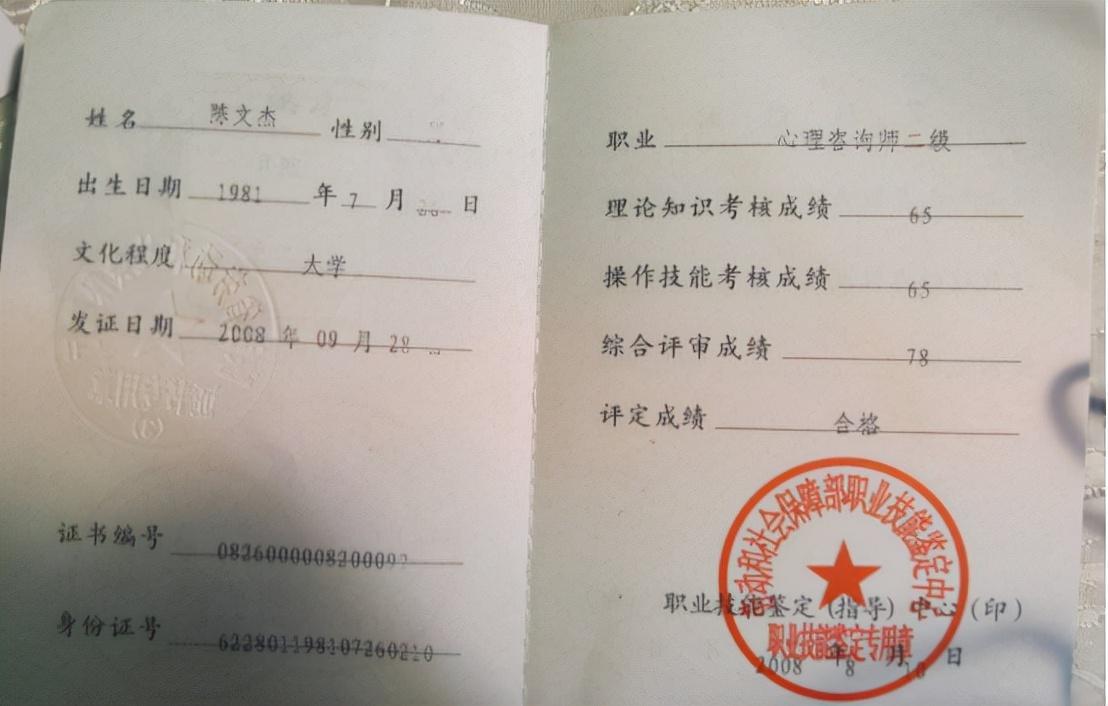 姓名 陈文杰 性别
出生日期 1981 年 7 月 日
文化程度 大学
发证日期 2008 年 09 月 28
证书编号
身份证号 622801198107260210
职业 心理咨询师二级
理论知识考核成绩 65
操作技能考核成绩 65
综合评审成绩 78
评定成绩 合格
劳动和社会保障部职业技能鉴定中心
职业技能鉴定(指导)中心(印)
职业技能鉴定专用章
2008 年 8 月 10 日